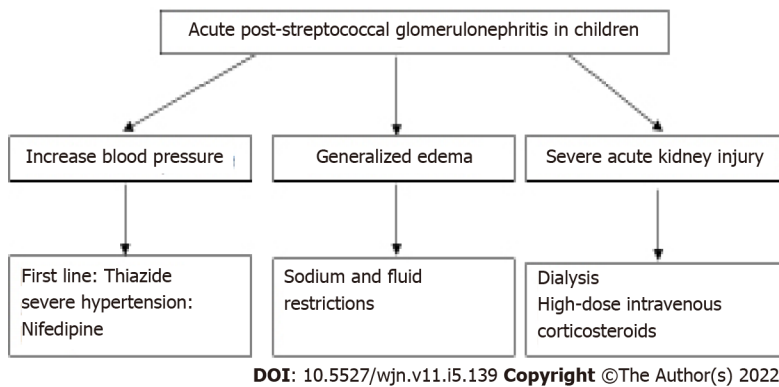 Acute post-streptococcal glomerulonephritis in children
Increase blood pressure
Generalized edema
Severe acute kidney injury
First line: Thiazide
severe hypertension:
Nifedipine
Sodium and fluid
restrictions
Dialysis
High-dose intravenous
corticosteroids
DOI: 10.5527/wjn.v11.i5.139 Copyright ©The Author(s) 2022